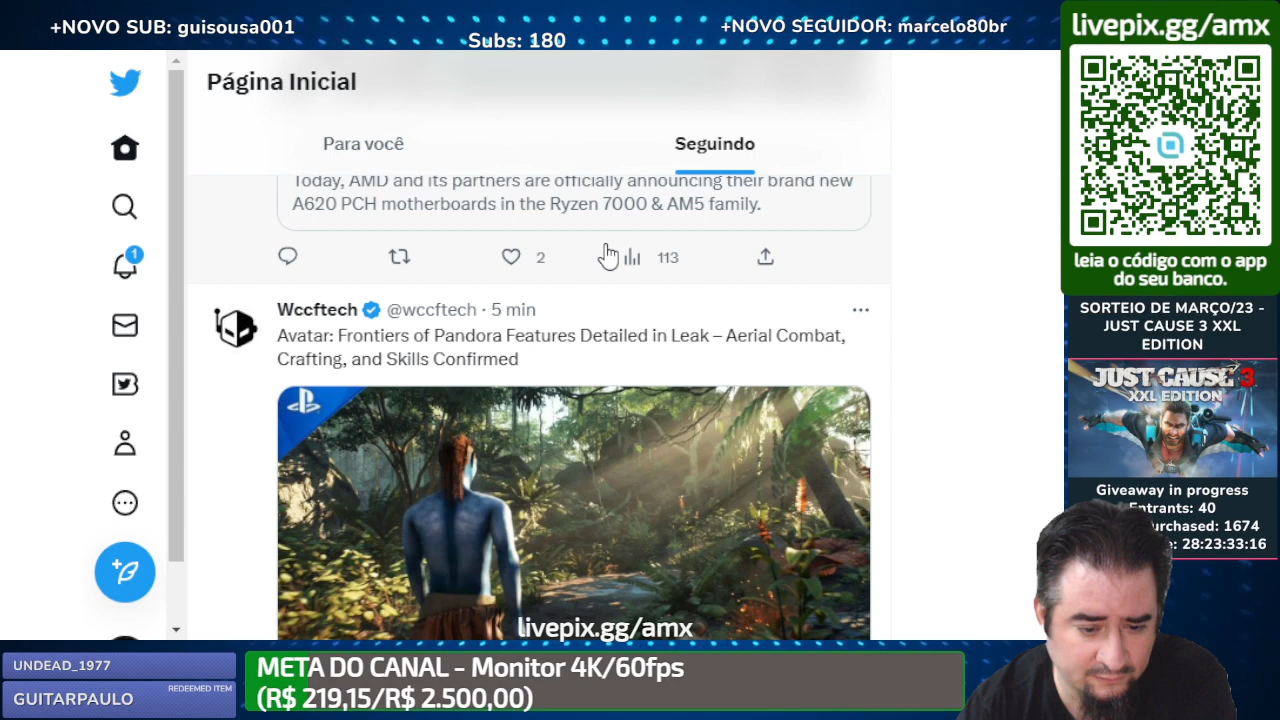 +NOVO SUB: guisousa001
Subs: 180
+NOVO SEGUIDOR: marcelo80br
livepix.gg/amx
Página Inicial
Para você
Seguindo
Today, AMD and its partners are officially announcing their brand new
A620 PCH motherboards in the Ryzen 7000 & AM5 family.
2
113
1
Wccftech @wccftech · 5 min
Avatar: Frontiers of Pandora Features Detailed in Leak – Aerial Combat,
Crafting, and Skills Confirmed
livepix.gg/amx
leia o código com o app
do seu banco.
SORTEIO DE MARÇO/23 -
JUST CAUSE 3 XXL
EDITION
JUST CAUSE 3
XXL EDITION
Giveaway in progress
Entrants: 40
urchased: 1674
: 28:23:33:16
UNDEAD_1977
GUITARPAULO
REDEEMED ITEM
META DO CANAL - Monitor 4K/60fps
(R$ 219,15/R$ 2.500,00)